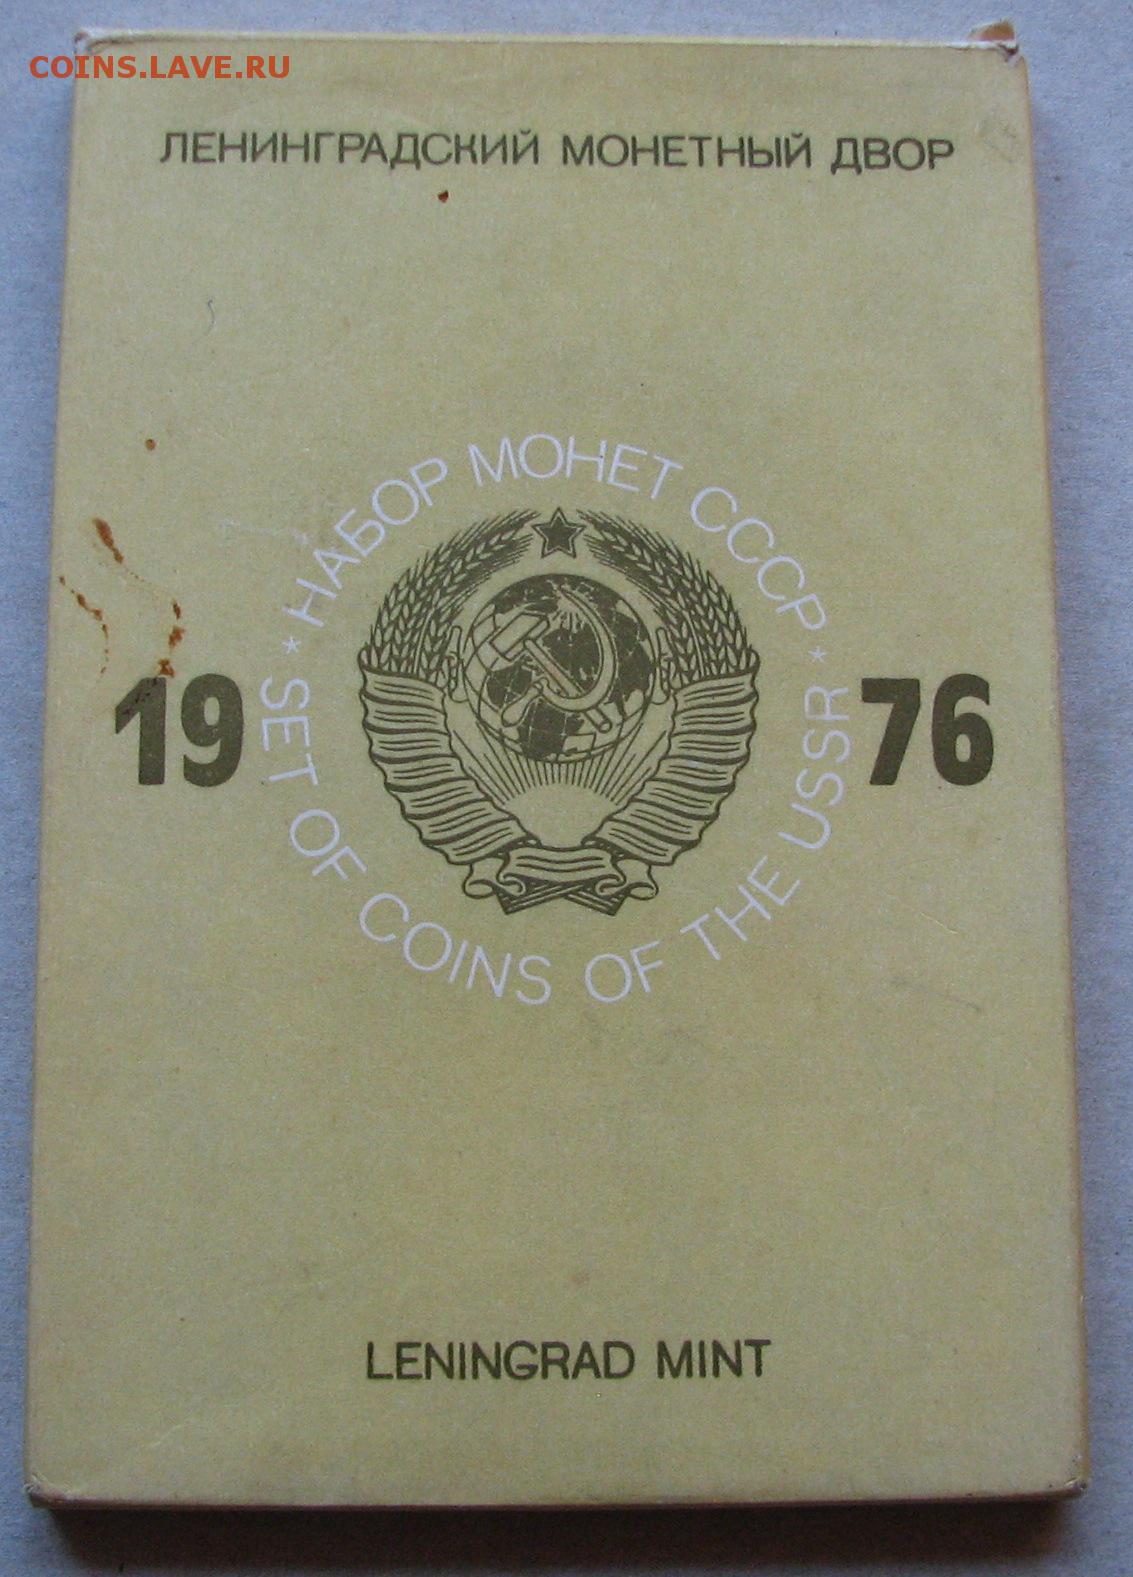 COINS.LAVE.RU
ЛЕНИНГРАДСКИЙ МОНЕТНЫЙ ДВОР
* НАБОР МОНЕТ СССР *
19 76
SET OF COINS OF THE USSR
LENINGRAD MINT